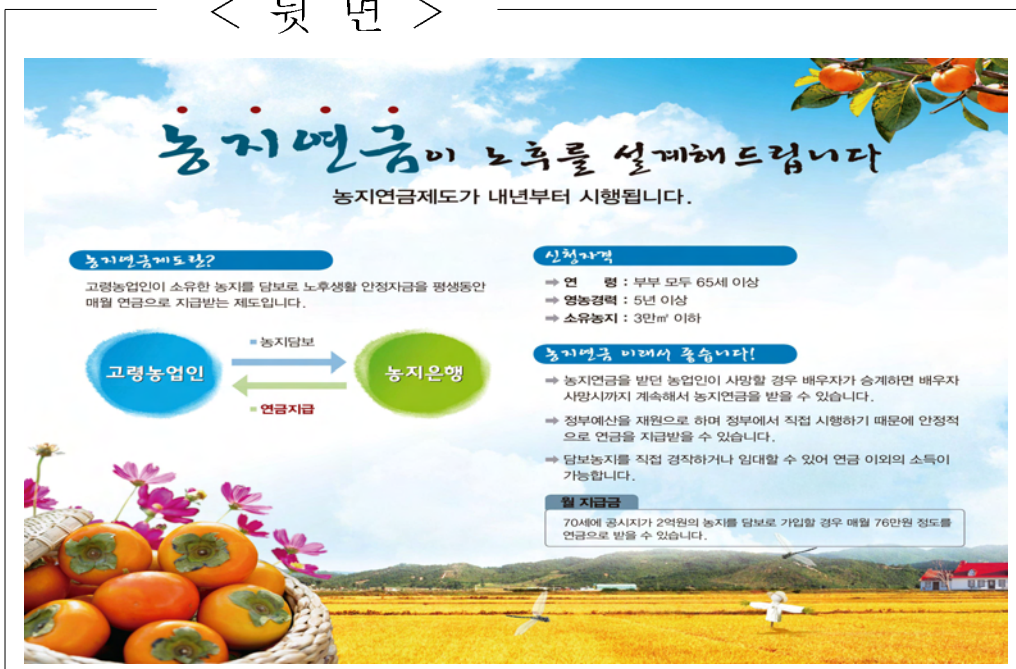 < 뒷 면 >
농지연금이 노후를 설계해드립니다
농지연금제도가 내년부터 시행됩니다.
농지연금제도란?
고령농업인이 소유한 농지를 담보로 노후생활 안정자금을 평생동안
매월 연금으로 지급받는 제도입니다.
고령농업인
농지담보
연금지급
농지은행
신청자격
⇒ 연 령 : 부부 모두 65세 이상
⇒ 영농경력 : 5년 이상
⇒ 소유농지 : 3만㎡ 이하
농지연금 이래서 좋습니다!
⇒ 농지연금을 받던 농업인이 사망할 경우 배우자가 승계하면 배우자
사망시까지 계속해서 농지연금을 받을 수 있습니다.
⇒ 정부예산을 재원으로 하며 정부에서 직접 시행하기 때문에 안정적
으로 연금을 지급받을 수 있습니다.
⇒ 담보농지를 직접 경작하거나 임대할 수 있어 연금 이외의 소득이
가능합니다.
월 지급금
70세에 공시지가 2억원의 농지를 담보로 가입할 경우 매월 76만원 정도를
연금으로 받을 수 있습니다.